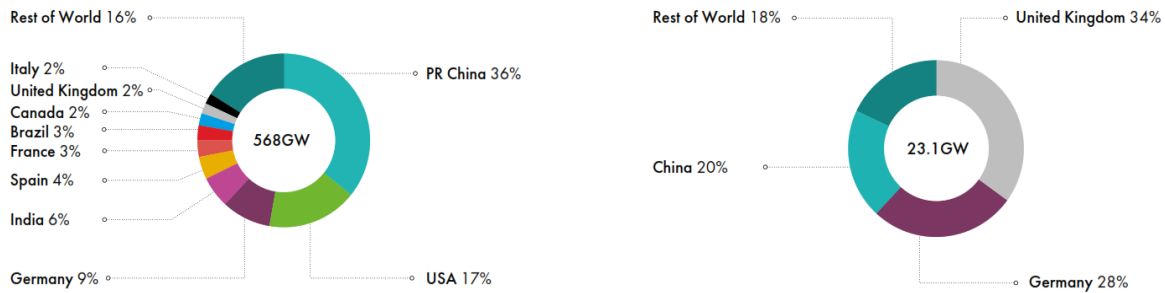 Rest of World 16%
Italy 2%
United Kingdom 2%
Canada 2%
Brazil 3%
France 3%
Spain 4%
India 6%
Germany 9%
568GW
PR China 36%
USA 17%
Rest of World 18%
United Kingdom 34%
China 20%
23.1GW
Germany 28%